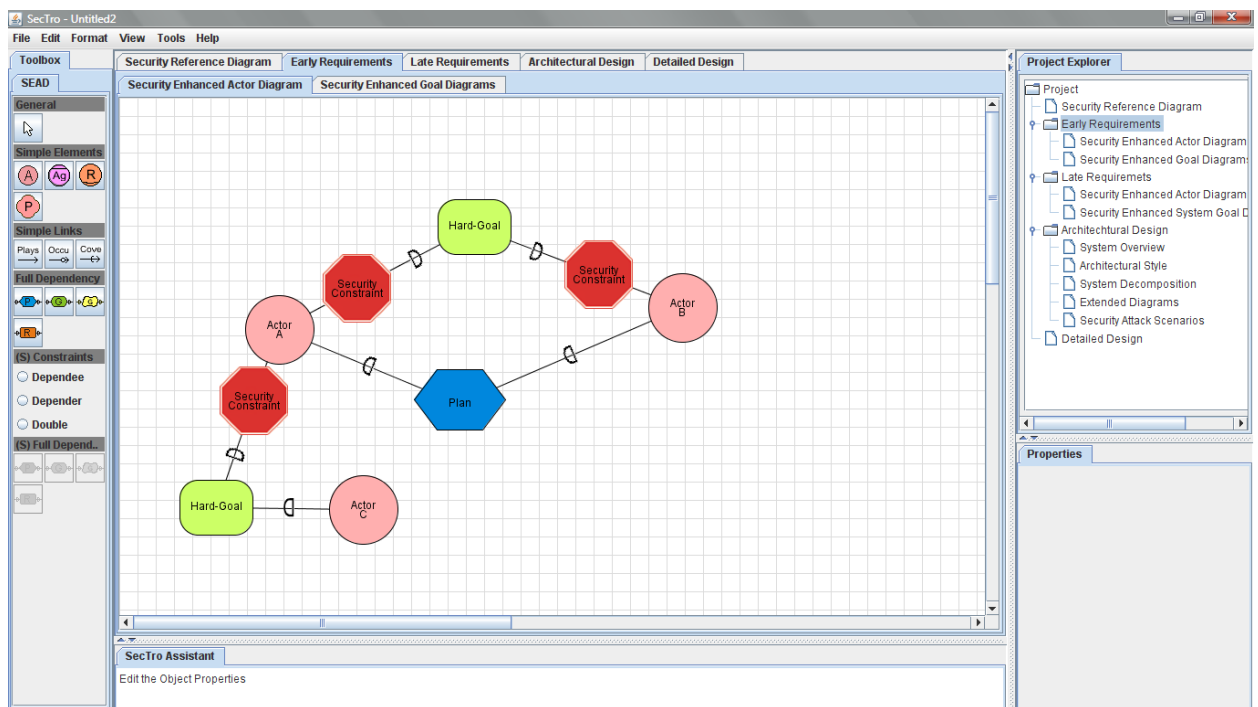 SecTro - Untitled2
File Edit Format View Tools Help
Toolbox
SEAD
General
Simple Elements
A Ag R
P
Simple Links
Plays Occu Cove
Full Dependency
P G G
R
(S) Constraints
Dependee
Depender
Double
(S) Full Depend..
Security Reference Diagram Early Requirements Late Requirements Architectural Design Detailed Design
Security Enhanced Actor Diagram Security Enhanced Goal Diagrams
Hard-Goal
Security
Constraint
Security
Constraint
Actor
A
Actor
B
Security
Constraint
Plan
Hard-Goal
Actor
C
SecTro Assistant
Edit the Object Properties
Project Explorer
Project
Security Reference Diagram
Early Requirements
Security Enhanced Actor Diagram
Security Enhanced Goal Diagrams
Late Requiremets
Security Enhanced Actor Diagram
Security Enhanced System Goal D
Architechtural Design
System Overview
Architectural Style
System Decomposition
Extended Diagrams
Security Attack Scenarios
Detailed Design
Properties